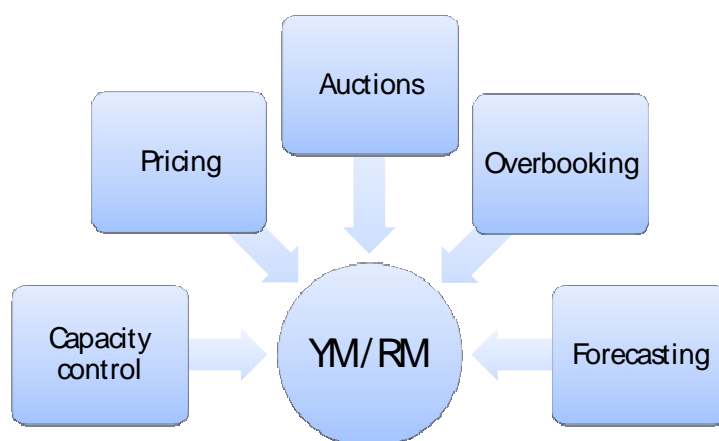 Auctions
Pricing
Overbooking
Capacity
control
YM/RM
Forecasting